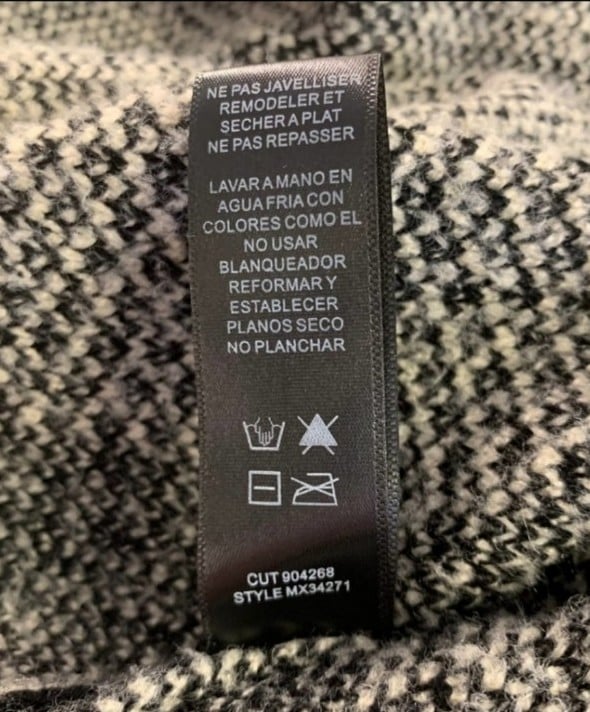 NE PAS JAVELLISER
REMODELER ET
SECHER A PLAT
NE PAS REPASSER
LAVAR A MANO EN
AGUA FRIA CON
COLORES COMO EL
NO USAR
BLANQUEADOR
REFORMAR Y
ESTABLECER
PLANOS SECO
NO PLANCHAR
CUT 904268
STYLE MX34271